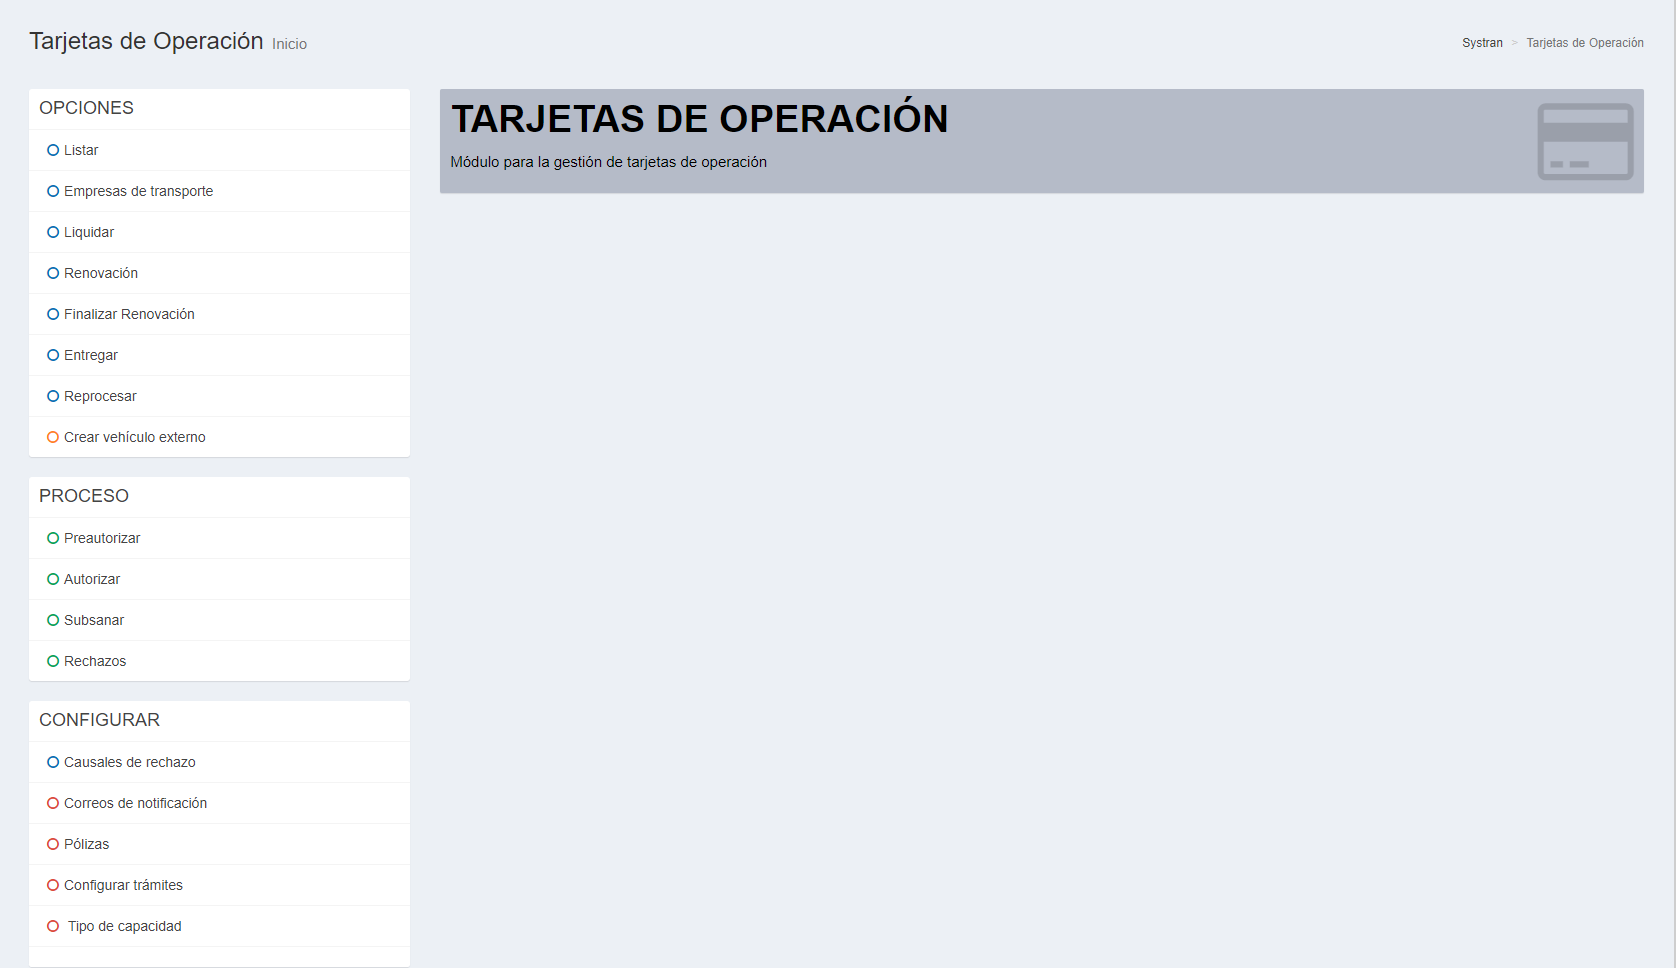 Tarjetas de Operación Inicio
Systran > Tarjetas de Operación
OPCIONES
Listar
Empresas de transporte
Liquidar
Renovación
Finalizar Renovación
Entregar
Reprocesar
Crear vehículo externo
PROCESO
Preautorizar
Autorizar
Subsanar
Rechazos
CONFIGURAR
Causales de rechazo
Correos de notificación
Pólizas
Configurar trámites
Tipo de capacidad
TARJETAS DE OPERACIÓN
Módulo para la gestión de tarjetas de operación